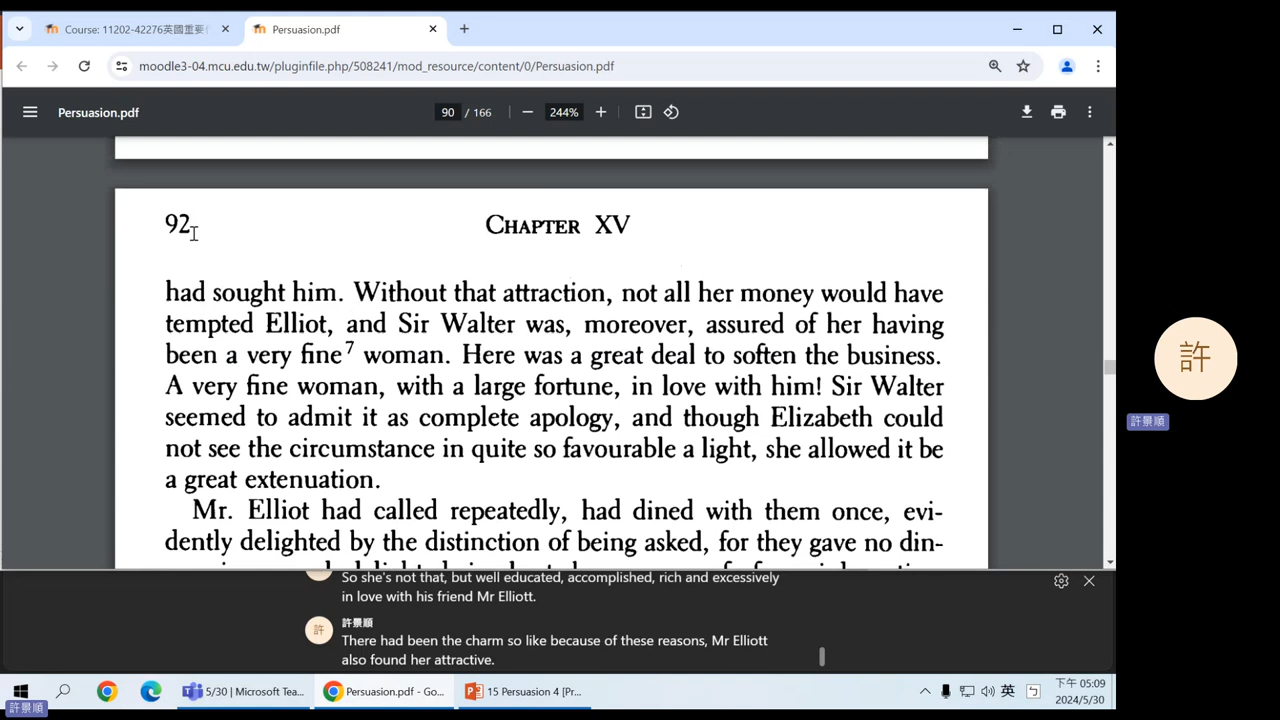 Course: 11202-42276英國重要
Persuasion.pdf
moodle3-04.mcu.edu.tw/pluginfile.php/508241/mod_resource/content/0/Persuasion.pdf
Persuasion.pdf
90 / 166
244%
92
CHAPTER XV
had sought him. Without that attraction, not all her money would have
tempted Elliot, and Sir Walter was, moreover, assured of her having
been a very fine7 woman. Here was a great deal to soften the business.
A very fine woman, with a large fortune, in love with him! Sir Walter
seemed to admit it as complete apology, and though Elizabeth could
not see the circumstance in quite so favourable a light, she allowed it be
a great extenuation.
Mr. Elliot had called repeatedly, had dined with them once, evi-
dently delighted by the distinction of being asked, for they gave no din-
So she's not that, but well educated, accomplished, rich and excessively
in love with his friend Mr Elliott.
許
許景順
There had been the charm so like because of these reasons, Mr Elliott
also found her attractive.
許
許景順
5/30 | Microsoft Tea...
Persuasion.pdf - Go...
15 Persuasion 4 [Pr...
英
ㄅ
下午 05:09
2024/5/30
許景順